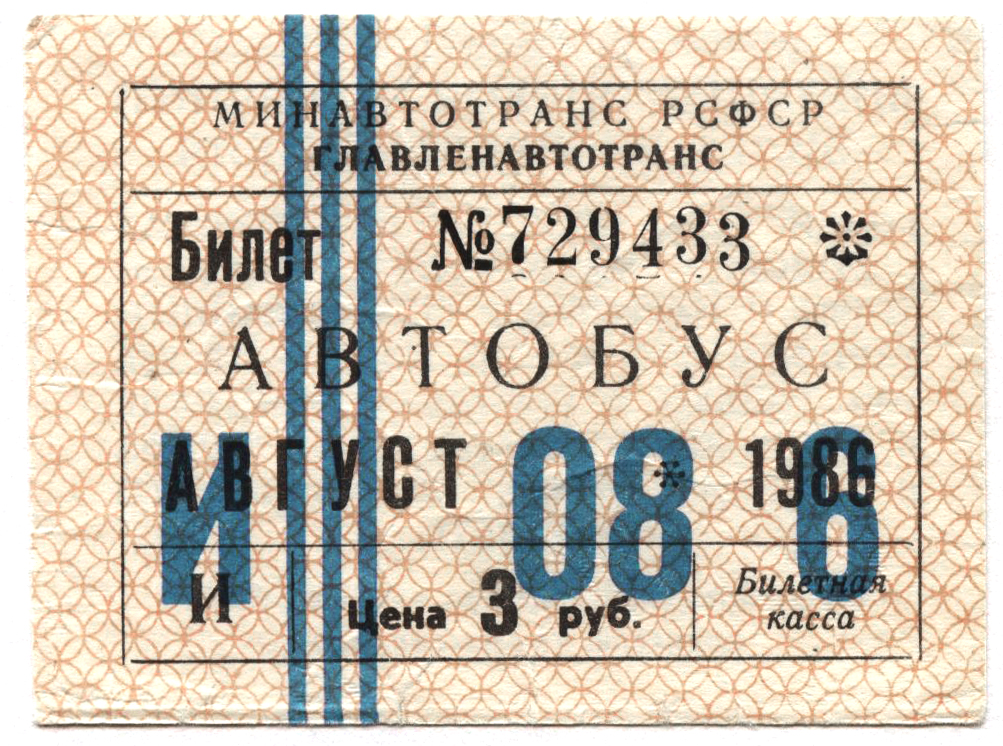 МИНАВТОТРАНС РСФСР
ГЛАВЛЕНАВТОТРАНС
Билет №729433
АВТОБУС
АВГУСТ 1986
И 08 6
И Цена 3 руб. Билетная
касса